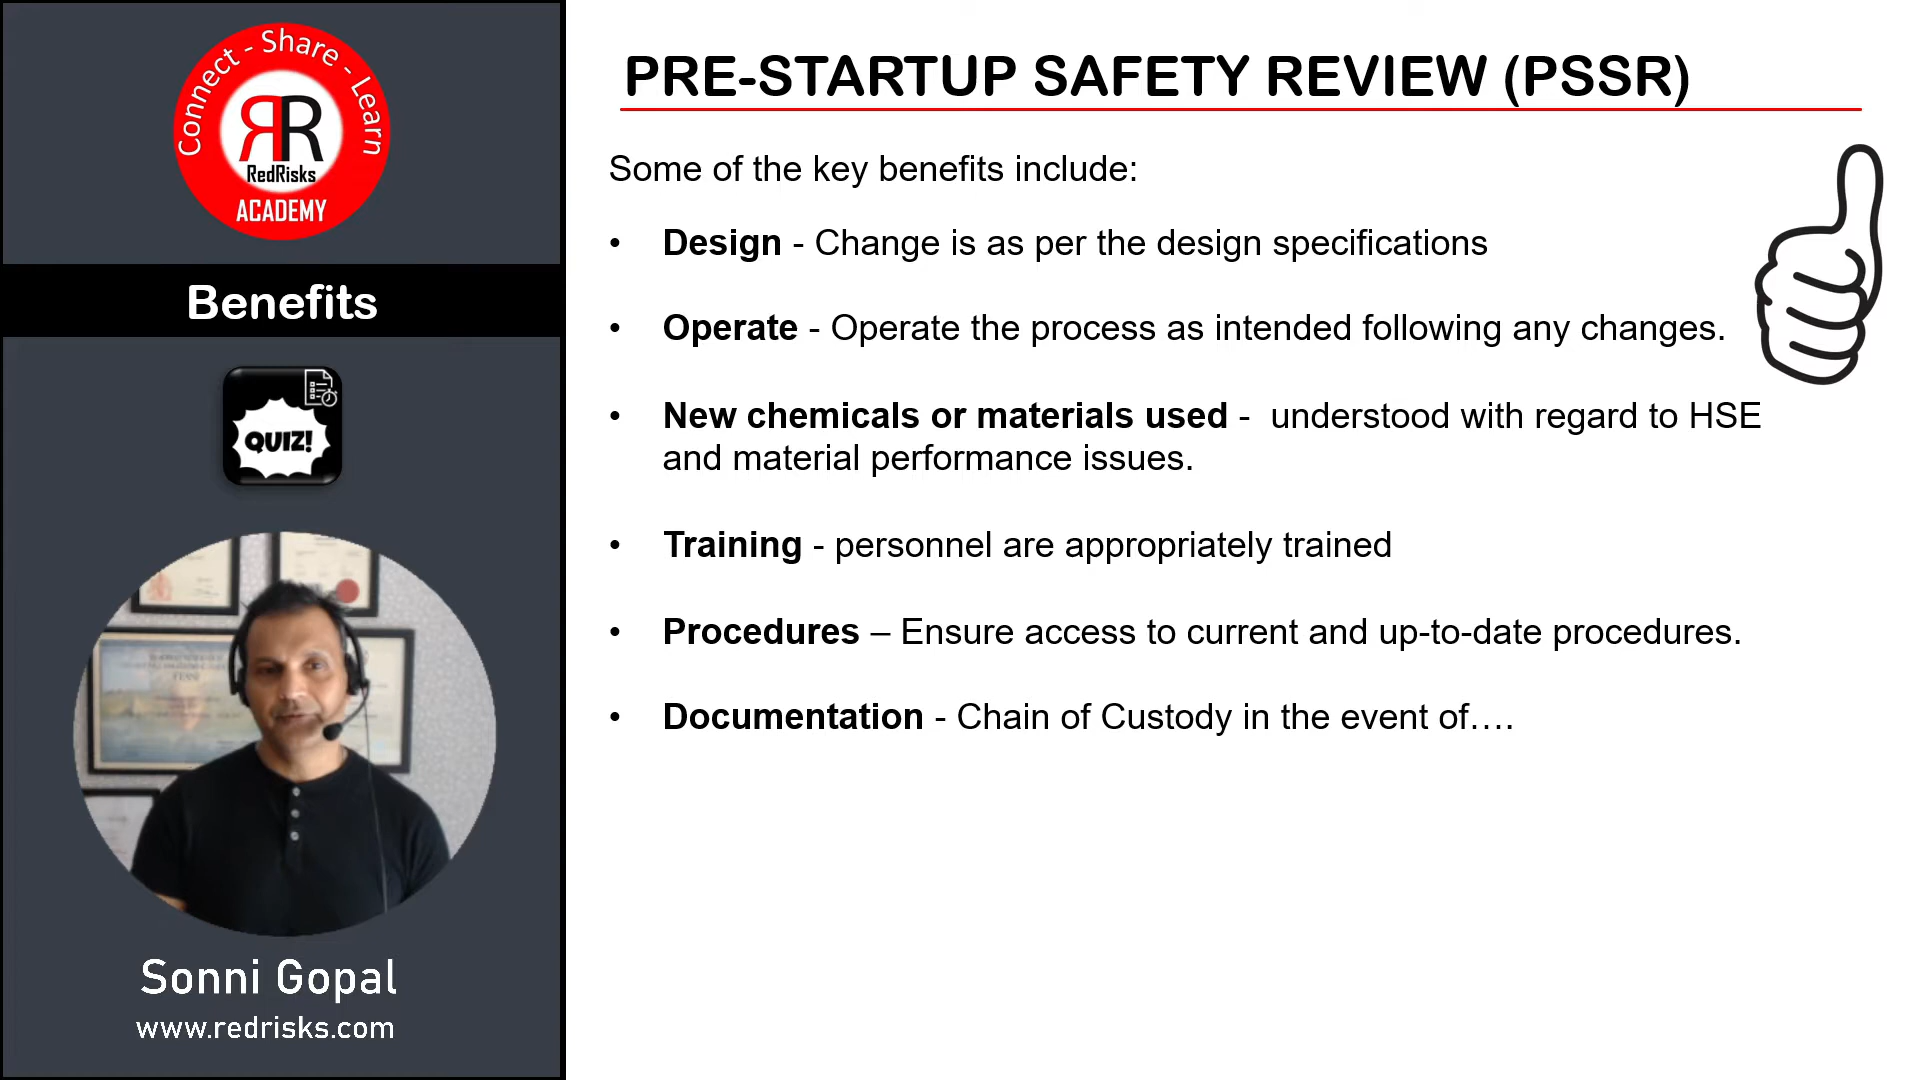 Connect - Share - Learn
RR
RedRisks
ACADEMY
Benefits
QUIZ!
Sonni Gopal
www.redrisks.com
PRE-STARTUP SAFETY REVIEW (PSSR)
Some of the key benefits include:
• Design - Change is as per the design specifications
• Operate - Operate the process as intended following any changes.
• New chemicals or materials used - understood with regard to HSE
and material performance issues.
• Training - personnel are appropriately trained
• Procedures – Ensure access to current and up-to-date procedures.
• Documentation - Chain of Custody in the event of….